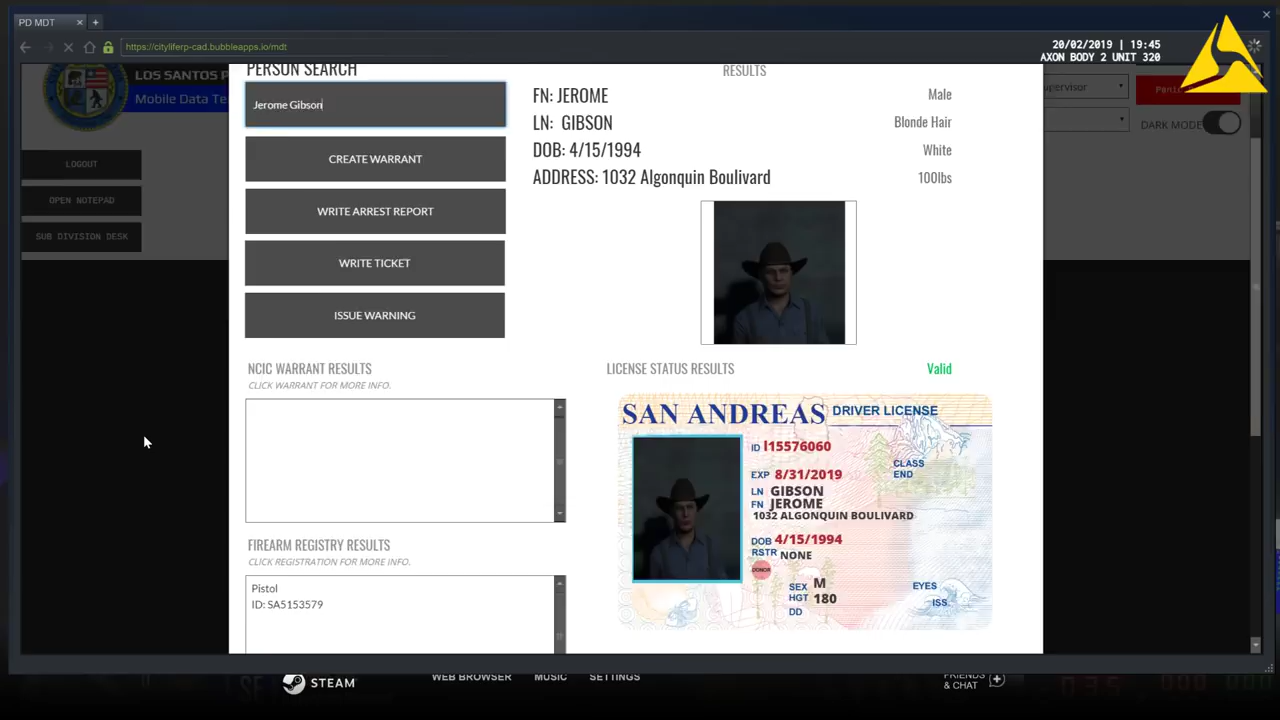 PD MDT
https://cityliferp-cad.bubbleapps.io/mdt
20/02/2019 | 19:45
AXON BODY 2 UNIT 320
LOS SANTOS P
Mobile Data Te
LOGOUT
OPEN NOTEPAD
SUB DIVISION DESK
upervisor
Pani
DARK MODE
PERSON SEARCH
Jerome Gibson
CREATE WARRANT
WRITE ARREST REPORT
WRITE TICKET
ISSUE WARNING
RESULTS
FN: JEROME
LN: GIBSON
DOB: 4/15/1994
ADDRESS: 1032 Algonquin Boulivard
Male
Blonde Hair
White
100lbs
NCIC WARRANT RESULTS
CLICK WARRANT FOR MORE INFO.
FIREARM REGISTRY RESULTS
CLICK REGISTRATION FOR MORE INFO.
Pistol
ID: SA5153579
LICENSE STATUS RESULTS
Valid
SAN ANDREAS DRIVER LICENSE
ID l15576060
EXP 8/31/2019
CLASS
END
LN GIBSON
FN JEROME
1032 ALGONQUIN BOULIVARD
DOB 4/15/1994
RSTR NONE
DONOR
SEX M
HGT 180
DD
EYES
ISS.
STEAM
WEB BROWSER
MUSIC
SETTINGS
FRIENDS
& CHAT